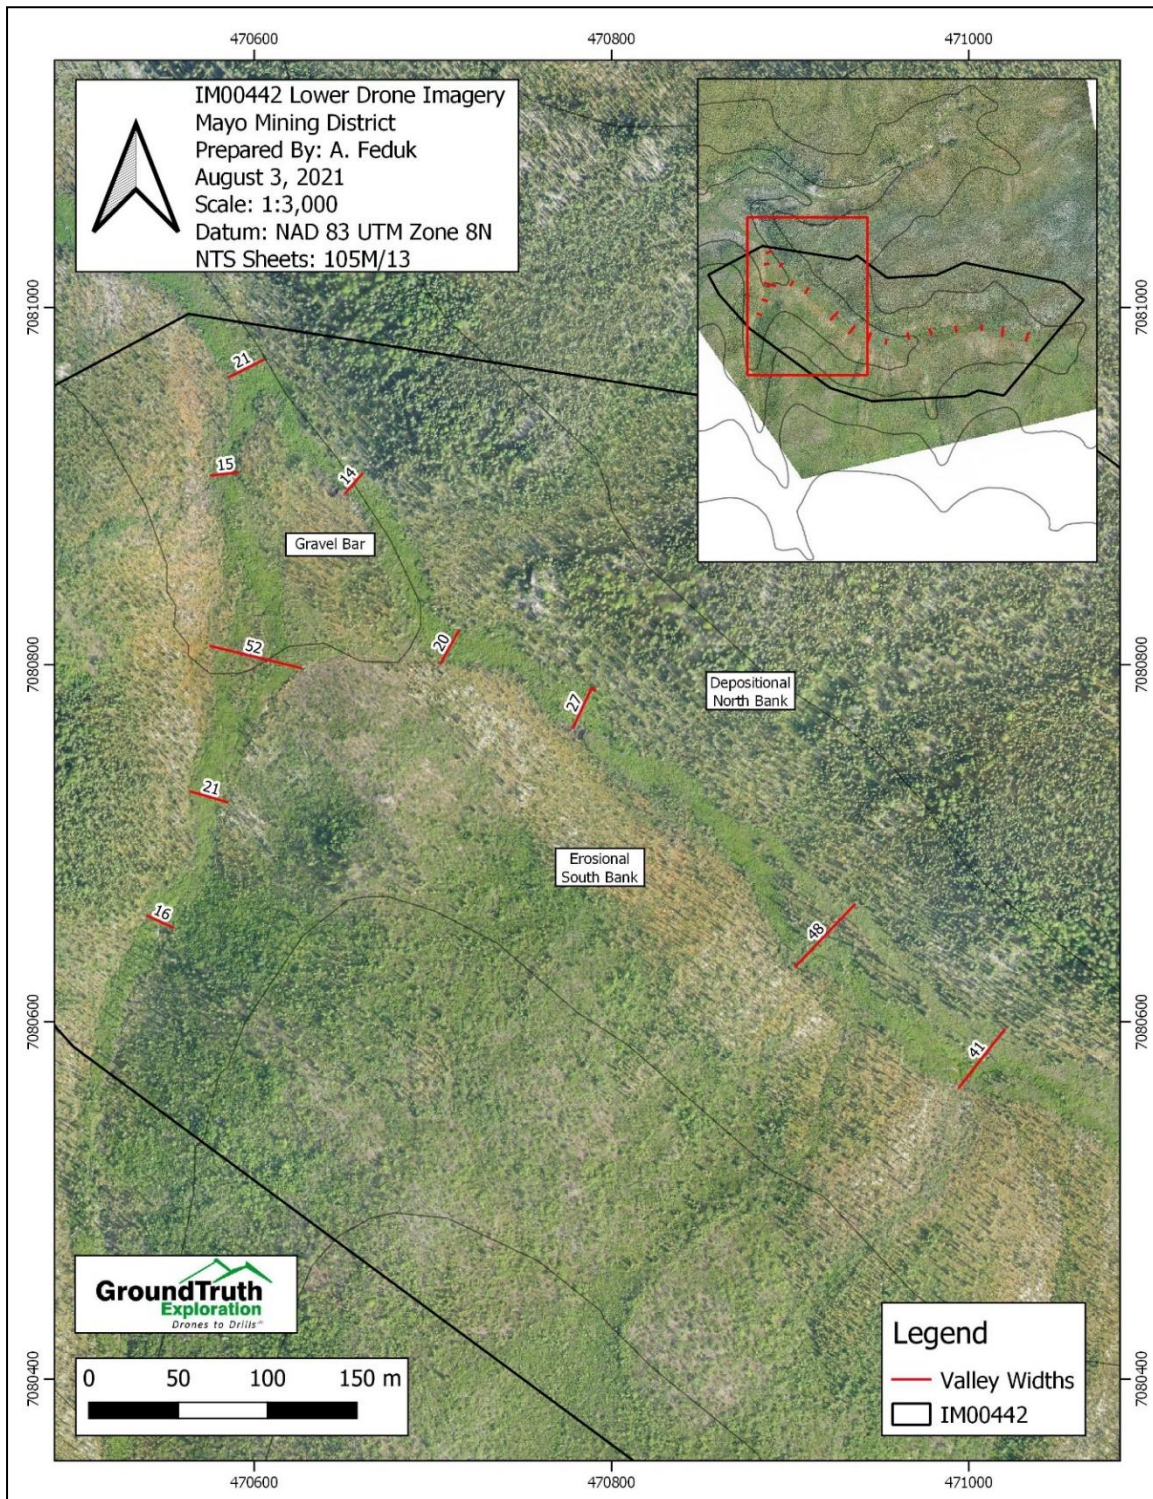 470600
470800
471000
IM00442 Lower Drone Imagery
Mayo Mining District
Prepared By: A. Feduk
August 3, 2021
Scale: 1:3,000
Datum: NAD 83 UTM Zone 8N
NTS Sheets: 105M/13
7081000
7081000
21
15
14
Gravel Bar
52
20
7080800
7080800
27
Depositional
North Bank
21
Erosional
South Bank
16
48
7080600
7080600
41
GroundTruth
Exploration
Drones to Drills
0 50 100 150 m
Legend
Valley Widths
IM00442
7080400
7080400
470600
470800
471000